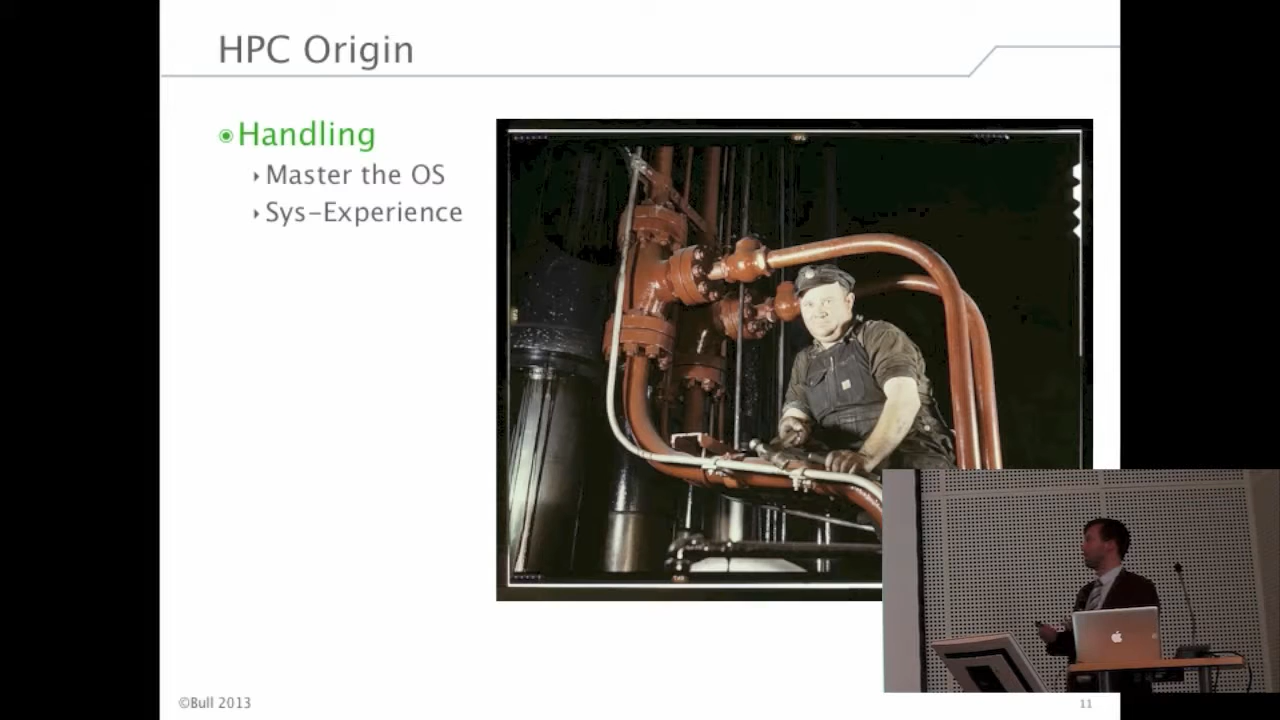 HPC Origin
Handling
Master the OS
Sys-Experience
©Bull 2013
11